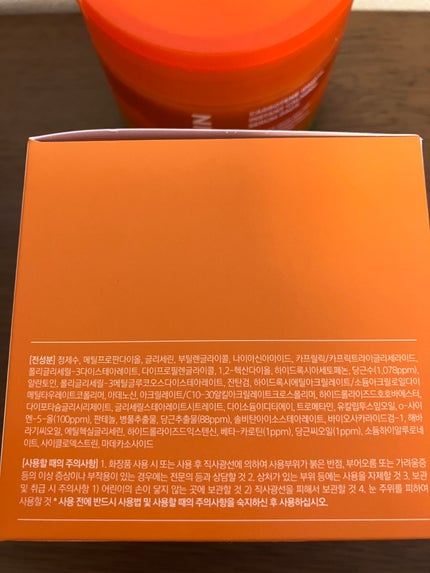 CAROTENE
[전성분] 정제수, 메틸프로판다이올, 글리세린, 부틸렌글라이콜, 나이아신아마이드, 카프릴릭/카프릭트라이글리세라이드,
폴리글리세릴-3다이스테아레이트, 다이프로필렌글라이콜, 1,2-헥산다이올, 하이드록시아세토페논, 당근수(1,078ppm),
알란토인, 폴리글리세릴-3메틸글루코오스다이스테아레이트, 잔탄검, 하이드록시에틸아크릴레이트/소듐아크릴로일다이
메틸타우레이트코폴리머, 아데노신, 아크릴레이트/C10-30알킬아크릴레이트크로스폴리머, 하이드롤라이즈드호호바에스터,
다이포타슘글리시리제이트, 글리세릴스테아레이트시트레이트, 다이소듐이디티에이, 트로메타민, 유칼립투스잎오일, o-사이
멘-5-올(100ppm), 판테놀, 병풀추출물, 당근추출물(88ppm), 솔비탄아이소스테아레이트, 바이오사카라이드검-1, 해바
라기씨오일, 에틸헥실글리세린, 하이드롤라이즈드익스텐신, 베타-카로틴(1ppm), 당근씨오일(1ppm), 소듐하이알루로네
이트, 사이클로덱스트린, 마데카소사이드
[사용할 때의 주의사항] 1. 화장품 사용 시 또는 사용 후 직사광선에 의하여 사용부위가 붉은 반점, 부어오름 또는 가려움증
등의 이상 증상이나 부작용이 있는 경우에는 전문의 등과 상담할 것 2. 상처가 있는 부위 등에는 사용을 자제할 것 3. 보관
및 취급 시 주의사항 1) 어린이의 손이 닿지 않는 곳에 보관할 것 2) 직사광선을 피해서 보관할 것 4. 눈 주위를 피하여
사용할 것 * 사용 전에 반드시 사용법 및 사용할 때의 주의사항을 숙지하신 후 사용하십시오.